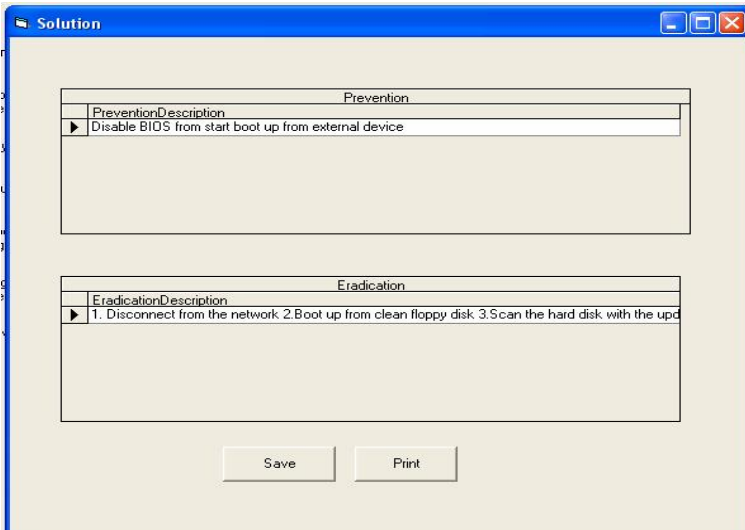 Solution
Prevention
PreventionDescription
Disable BIOS from start boot up from external device
Eradication
EradicationDescription
1. Disconnect from the network 2.Boot up from clean floppy disk 3.Scan the hard disk with the upd
Save
Print